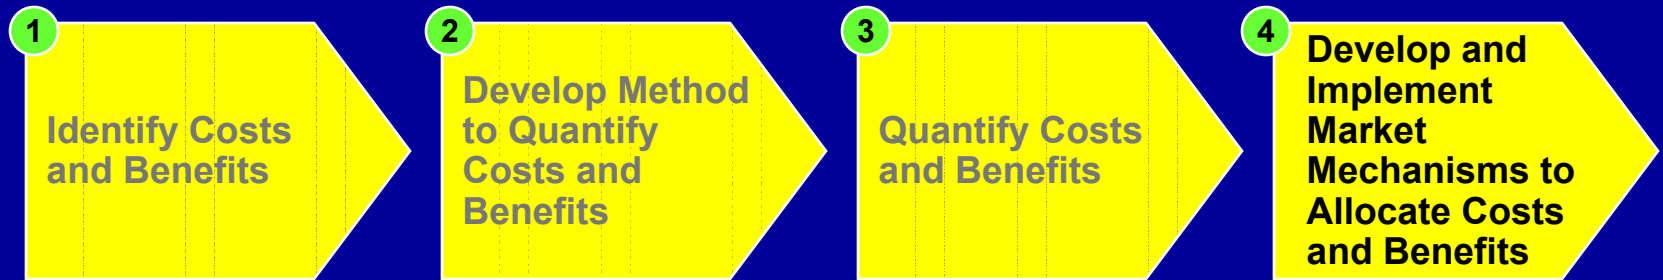 1
Identify Costs
and Benefits
2
Develop Method
to Quantify
Costs and
Benefits
3
Quantify Costs
and Benefits
4
Develop and
Implement
Market
Mechanisms to
Allocate Costs
and Benefits